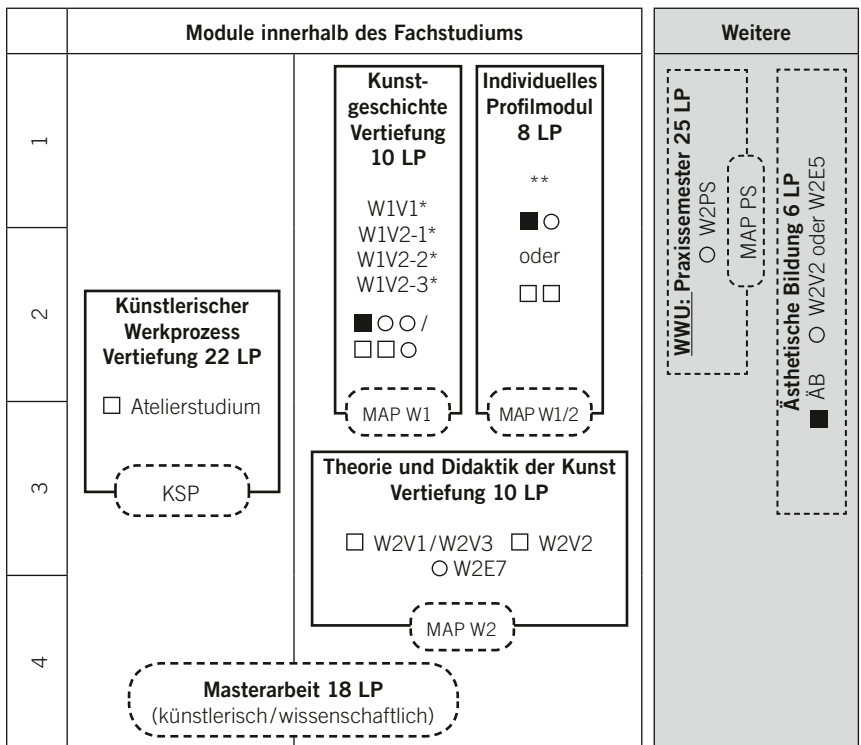 Module innerhalb des Fachstudiums
Weitere
1
2
3
4
Künstlerischer
Werkprozess
Vertiefung 22 LP
□ Atelierstudium
KSP
Kunst-
geschichte
Vertiefung
10 LP
W1V1*
W1V2-1*
W1V2-2*
W1V2-3*
■○○/
□□○
MAP W1
Individuelles
Profilmodul
8 LP
**
■○
oder
□□
MAP W1/2
Theorie und Didaktik der Kunst
Vertiefung 10 LP
□ W2V1/W2V3 □ W2V2
○ W2E7
MAP W2
Masterarbeit 18 LP
(künstlerisch/wissenschaftlich)
WWU: Praxissemester 25 LP
○ W2PS
MAP PS
Ästhetische Bildung 6 LP
■ ÄB ○ W2V2 oder W2E5